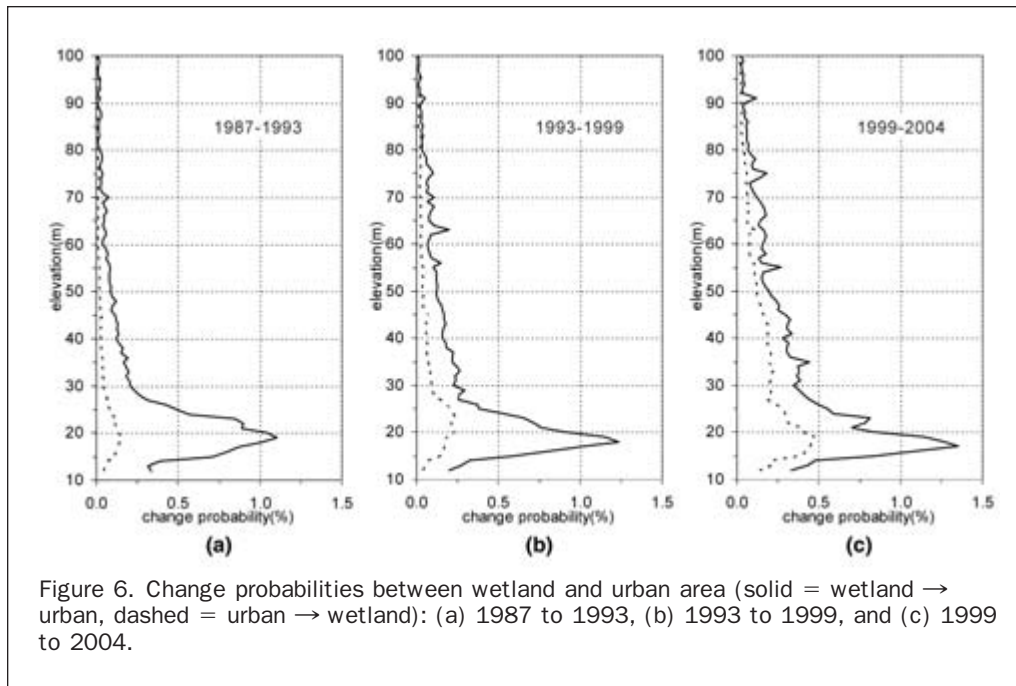 100
90
80
70
60
50
40
30
20
10
elevation(m)
1987-1993
0.0 0.5 1.0 1.5
change probability(%)
(a)
100
90
80
70
60
50
40
30
20
10
elevation(m)
1993-1999
0.0 0.5 1.0 1.5
change probability(%)
(b)
100
90
80
70
60
50
40
30
20
10
elevation(m)
1999-2004
0.0 0.5 1.0 1.5
change probability(%)
(c)
Figure 6. Change probabilities between wetland and urban area (solid = wetland →
urban, dashed = urban → wetland): (a) 1987 to 1993, (b) 1993 to 1999, and (c) 1999
to 2004.